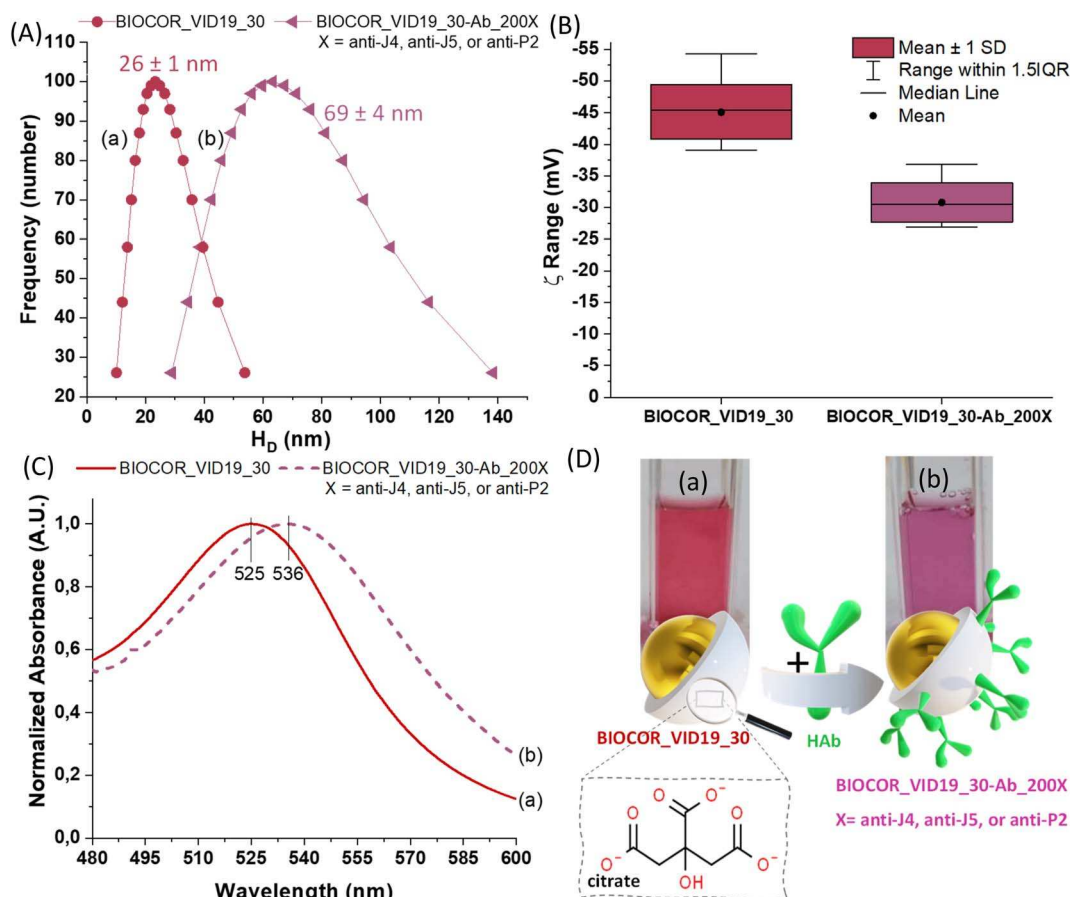 (A)
BIOCOR_VID19_30
BIOCOR_VID19_30-Ab_200X
X = anti-J4, anti-J5, or anti-P2
110
100
90
80
70
60
50
40
30
20
Frequency (number)
26 ± 1 nm
69 ± 4 nm
(a)
(b)
0 20 40 60 80 100 120 140
H_D (nm)
(B)
-55
-50
-45
-40
-35
-30
-25
-20
-15
-10
-5
0
ζ Range (mV)
Mean ± 1 SD
Range within 1.5IQR
Median Line
Mean
BIOCOR_VID19_30 BIOCOR_VID19_30-Ab_200X
(C)
BIOCOR_VID19_30
BIOCOR_VID19_30-Ab_200X
X = anti-J4, anti-J5, or anti-P2
1,0
0,8
0,6
0,4
0,2
0,0
Normalized Absorbance (A.U.)
525 536
(b)
(a)
480 495 510 525 540 555 570 585 600
Wavelength (nm)
(D)
(a)
(b)
+
BIOCOR_VID19_30
HAb
BIOCOR_VID19_30-Ab_200X
X= anti-J4, anti-J5, or anti-P2
O O⁻
O O
O⁻ O⁻
OH
citrate